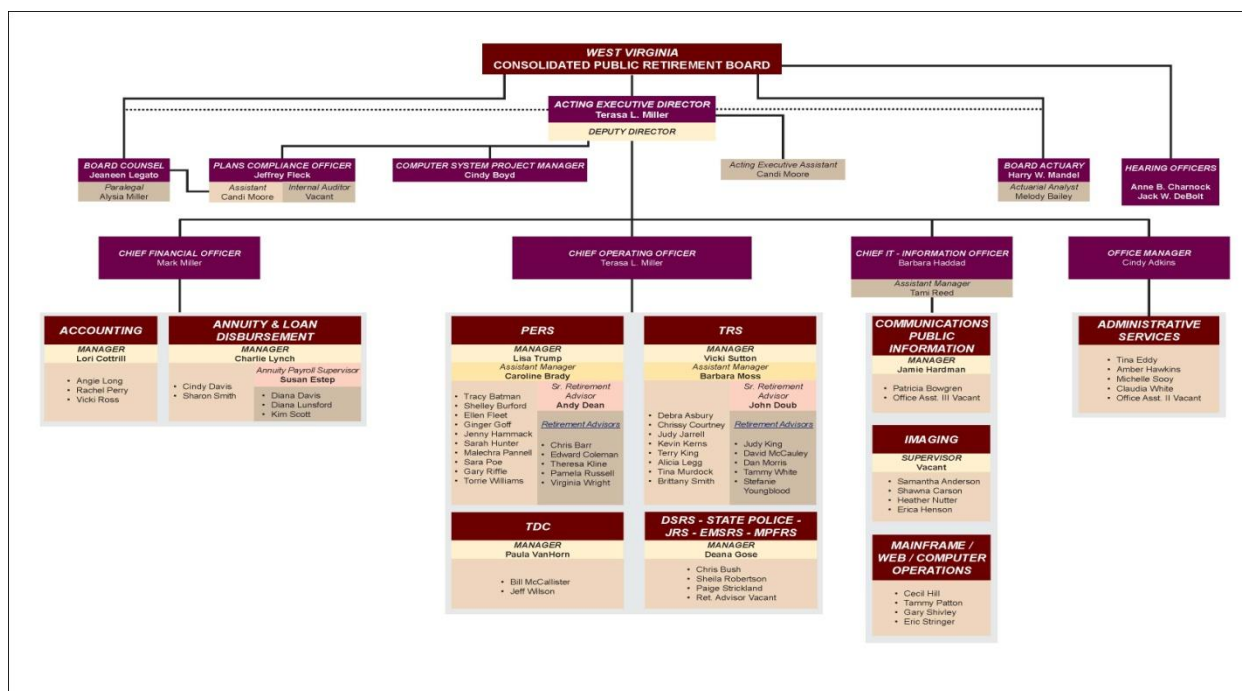 WEST VIRGINIA
CONSOLIDATED PUBLIC RETIREMENT BOARD
ACTING EXECUTIVE DIRECTOR
Terasa L. Miller
DEPUTY DIRECTOR
BOARD COUNSEL
Jeaneen Legato
Paralegal
Alysia Miller
PLANS COMPLIANCE OFFICER
Jeffrey Fleck
Assistant
Candi Moore
Internal Auditor
Vacant
COMPUTER SYSTEM PROJECT MANAGER
Cindy Boyd
Acting Executive Assistant
Candi Moore
BOARD ACTUARY
Harry W. Mandel
Actuarial Analyst
Melody Bailey
HEARING OFFICERS
Anne B. Charnock
Jack W. DeBolt
CHIEF FINANCIAL OFFICER
Mark Miller
CHIEF OPERATING OFFICER
Terasa L. Miller
CHIEF IT - INFORMATION OFFICER
Barbara Haddad
Assistant Manager
Tami Reed
OFFICE MANAGER
Cindy Adkins
ACCOUNTING
MANAGER
Lori Cottrill
• Angie Long
• Rachel Perry
• Vicki Ross
ANNUITY & LOAN
DISBURSEMENT
MANAGER
Charlie Lynch
• Cindy Davis
• Sharon Smith
Annuity Payroll Supervisor
Susan Estep
• Diana Davis
• Diana Lunsford
• Kim Scott
PERS
MANAGER
Lisa Trump
Assistant Manager
Caroline Brady
• Tracy Batman
• Shelley Burford
• Ellen Fleet
• Ginger Goff
• Jenny Hammack
• Sarah Hunter
• Malechra Pannell
• Sara Poe
• Gary Riffle
• Torrie Williams
Sr. Retirement
Advisor
Andy Dean
Retirement Advisors
• Chris Barr
• Edward Coleman
• Theresa Kline
• Pamela Russell
• Virginia Wright
TRS
MANAGER
Vicki Sutton
Assistant Manager
Barbara Moss
• Debra Asbury
• Chrissy Courtney
• Judy Jarrell
• Kevin Kerns
• Terry King
• Alicia Legg
• Tina Murdock
• Brittany Smith
Sr. Retirement
Advisor
John Doub
Retirement Advisors
• Judy King
• David McCauley
• Dan Morris
• Tammy White
• Stefanie
Youngblood
TDC
MANAGER
Paula VanHorn
• Bill McCallister
• Jeff Wilson
DSRS - STATE POLICE -
JRS - EMSRS - MPFRS
MANAGER
Deana Gose
• Chris Bush
• Sheila Robertson
• Paige Strickland
• Ret. Advisor Vacant
COMMUNICATIONS
PUBLIC
INFORMATION
MANAGER
Jamie Hardman
• Patricia Bowgren
• Office Asst. III Vacant
IMAGING
SUPERVISOR
Vacant
• Samantha Anderson
• Shawna Carson
• Heather Nutter
• Erica Henson
MAINFRAME /
WEB / COMPUTER
OPERATIONS
• Cecil Hill
• Tammy Patton
• Gary Shivley
• Eric Stringer
ADMINISTRATIVE
SERVICES
• Tina Eddy
• Amber Hawkins
• Michelle Sooy
• Claudia White
• Office Asst. II Vacant